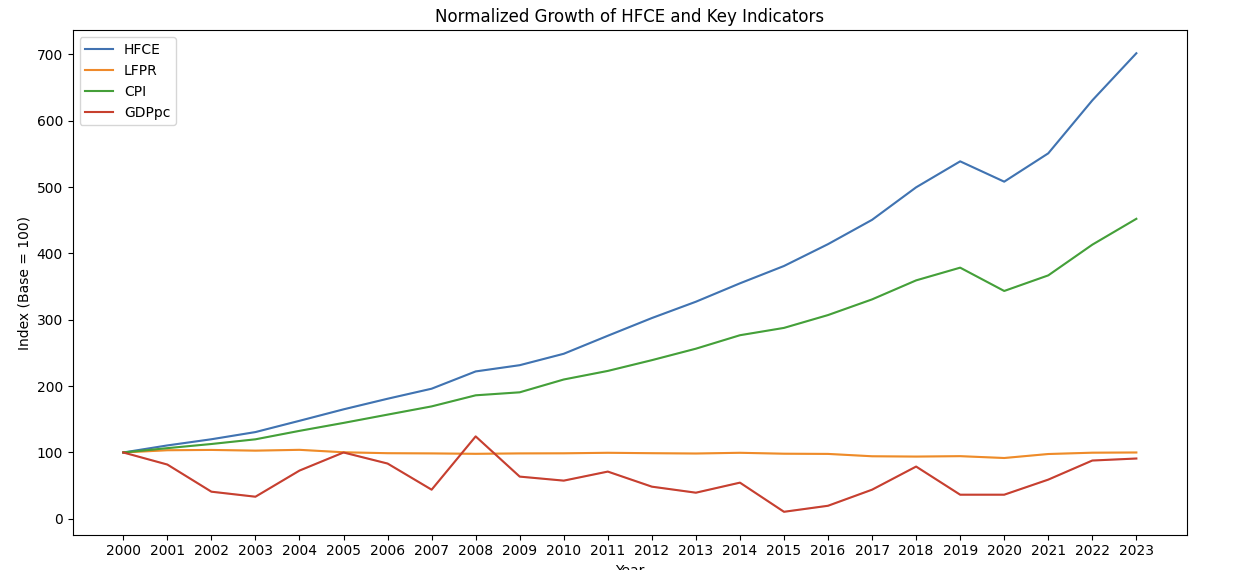 Normalized Growth of HFCE and Key Indicators
HFCE
LFPR
CPI
GDPpc
Index (Base = 100)
700
600
500
400
300
200
100
0
2000 2001 2002 2003 2004 2005 2006 2007 2008 2009 2010 2011 2012 2013 2014 2015 2016 2017 2018 2019 2020 2021 2022 2023
Year